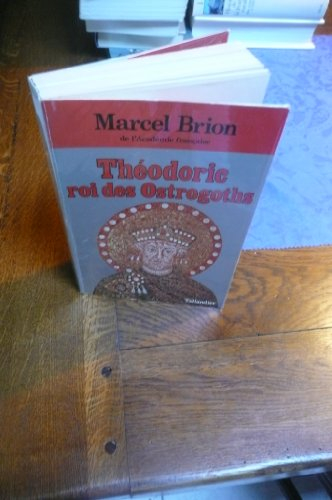 Marcel Brion
de l'Académie française
Théodoric
roi des Ostrogoths
Tallandier